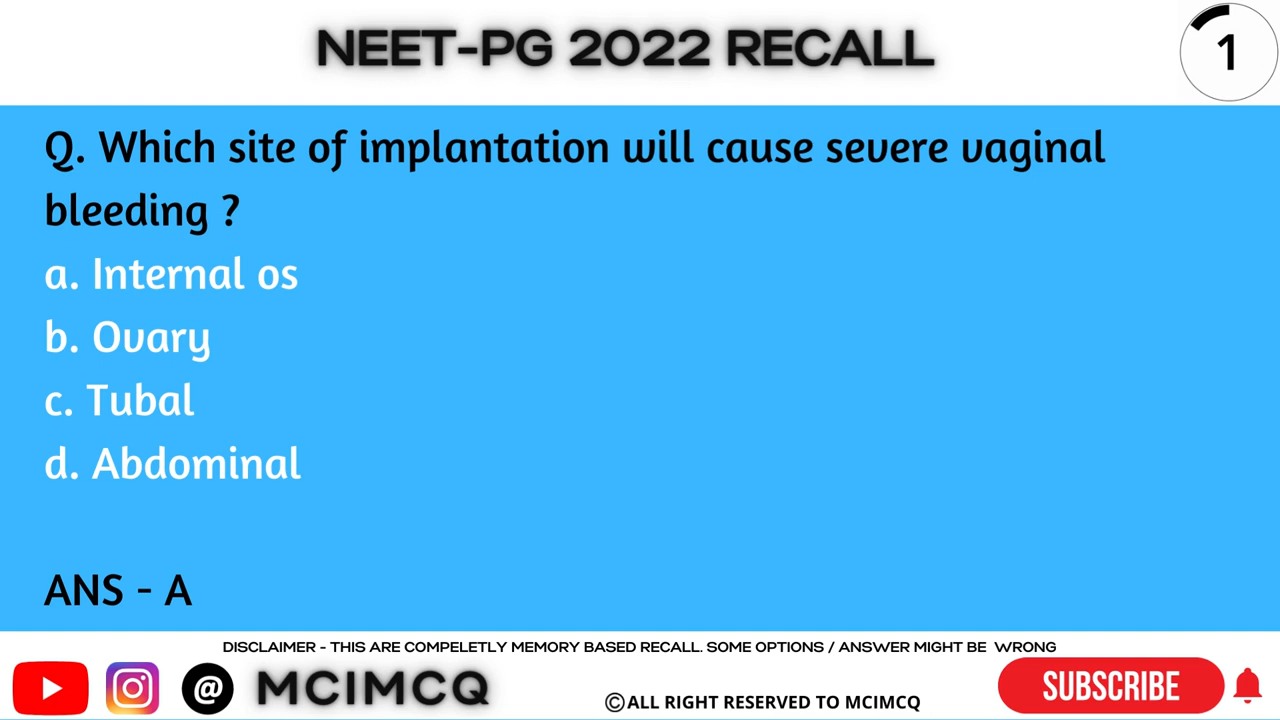 NEET-PG 2022 RECALL
1
Q. Which site of implantation will cause severe vaginal
bleeding ?
a. Internal os
b. Ovary
c. Tubal
d. Abdominal
ANS - A
DISCLAIMER - THIS ARE COMPELETLY MEMORY BASED RECALL. SOME OPTIONS / ANSWER MIGHT BE WRONG
@ MCIMCQ
©ALL RIGHT RESERVED TO MCIMCQ
SUBSCRIBE